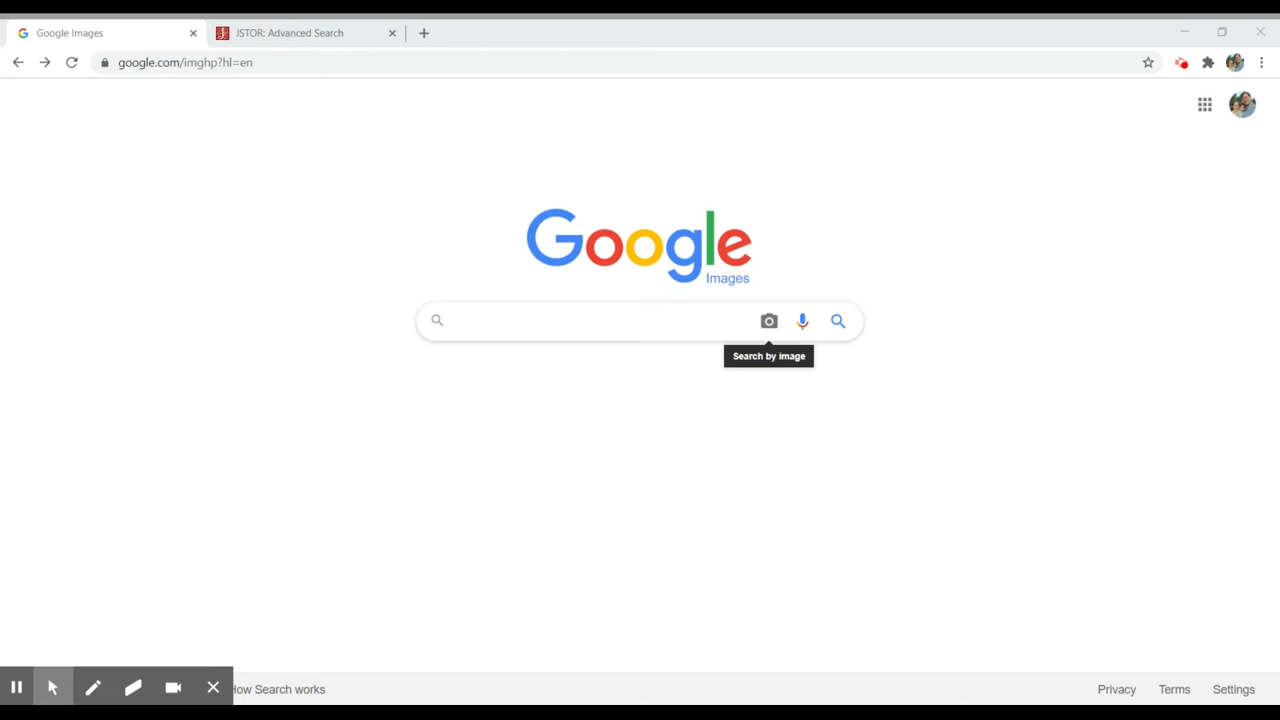 Google Images
JSTOR: Advanced Search
google.com/imghp?hl=en
Google
Images
Search by image
How Search works
Privacy
Terms
Settings